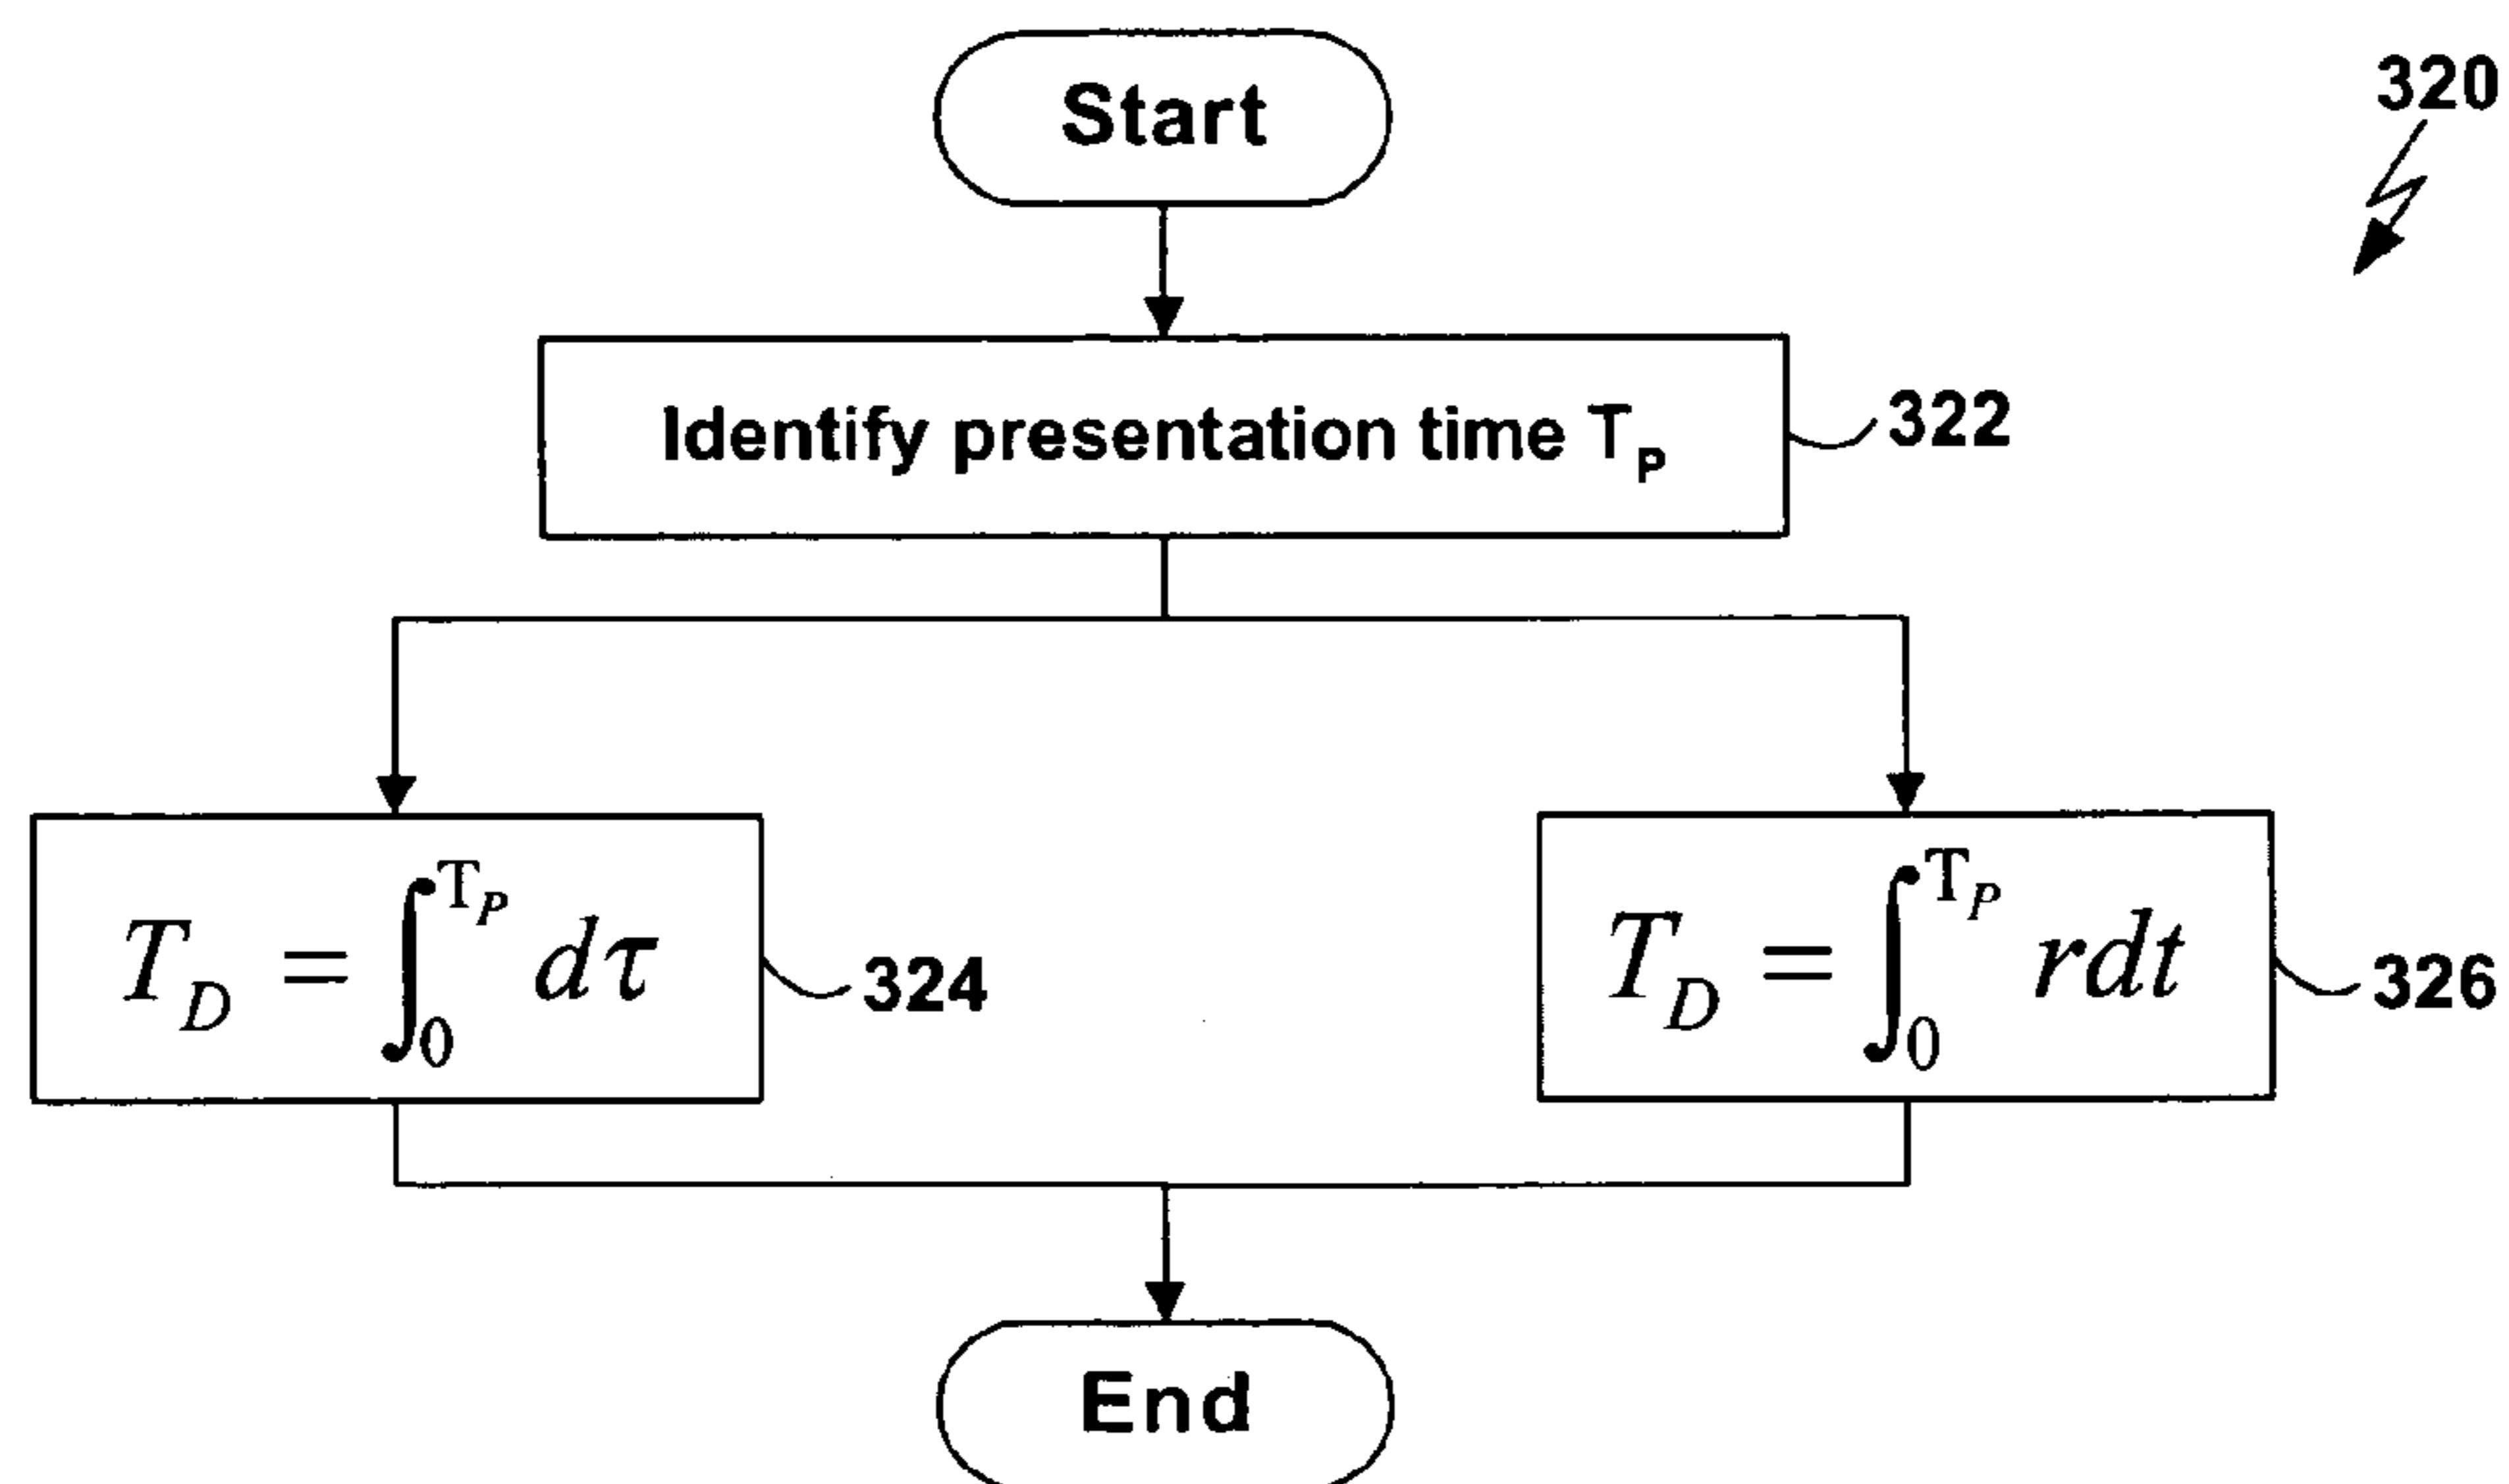 Start
320
Identify presentation time T_P
322
T_D = ∫_0^{T_P} dτ
324
T_D = ∫_0^{T_P} rdt
326
End